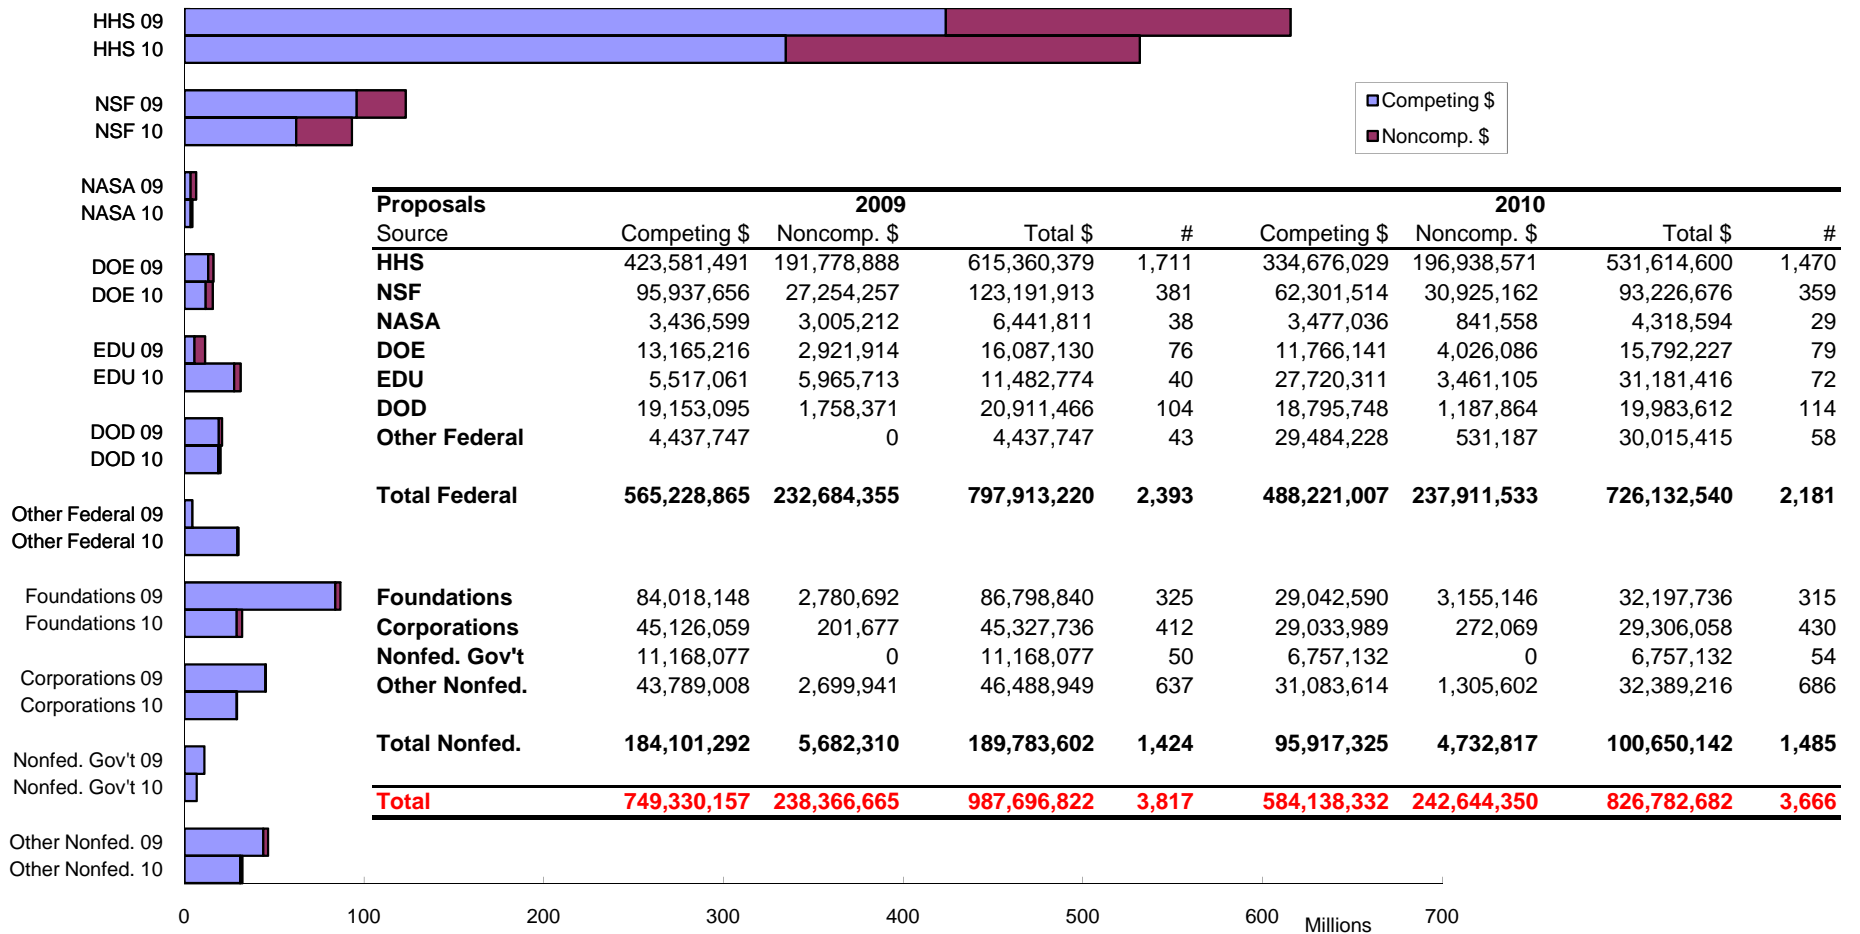 HHS 09
HHS 10
NSF 09
NSF 10
NASA 09
NASA 10
DOE 09
DOE 10
EDU 09
EDU 10
DOD 09
DOD 10
Other Federal 09
Other Federal 10
Foundations 09
Foundations 10
Corporations 09
Corporations 10
Nonfed. Gov't 09
Nonfed. Gov't 10
Other Nonfed. 09
Other Nonfed. 10
0 100 200 300 400 500 600 700
Millions
Competing $
Noncomp. $
Proposals 2009 2010
Source Competing $ Noncomp. $ Total $ # Competing $ Noncomp. $ Total $ #
HHS 423,581,491 191,778,888 615,360,379 1,711 334,676,029 196,938,571 531,614,600 1,470
NSF 95,937,656 27,254,257 123,191,913 381 62,301,514 30,925,162 93,226,676 359
NASA 3,436,599 3,005,212 6,441,811 38 3,477,036 841,558 4,318,594 29
DOE 13,165,216 2,921,914 16,087,130 76 11,766,141 4,026,086 15,792,227 79
EDU 5,517,061 5,965,713 11,482,774 40 27,720,311 3,461,105 31,181,416 72
DOD 19,153,095 1,758,371 20,911,466 104 18,795,748 1,187,864 19,983,612 114
Other Federal 4,437,747 0 4,437,747 43 29,484,228 531,187 30,015,415 58
Total Federal 565,228,865 232,684,355 797,913,220 2,393 488,221,007 237,911,533 726,132,540 2,181
Foundations 84,018,148 2,780,692 86,798,840 325 29,042,590 3,155,146 32,197,736 315
Corporations 45,126,059 201,677 45,327,736 412 29,033,989 272,069 29,306,058 430
Nonfed. Gov't 11,168,077 0 11,168,077 50 6,757,132 0 6,757,132 54
Other Nonfed. 43,789,008 2,699,941 46,488,949 637 31,083,614 1,305,602 32,389,216 686
Total Nonfed. 184,101,292 5,682,310 189,783,602 1,424 95,917,325 4,732,817 100,650,142 1,485
Total 749,330,157 238,366,665 987,696,822 3,817 584,138,332 242,644,350 826,782,682 3,666